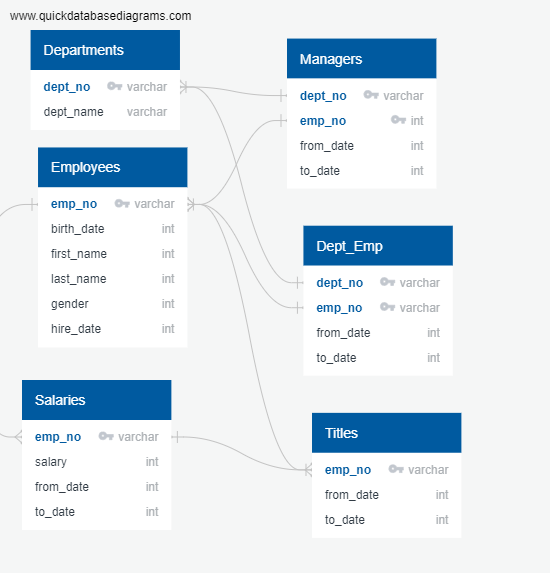 www.quickdatabasediagrams.com
Departments
dept_no varchar
dept_name varchar
Managers
dept_no varchar
emp_no int
from_date int
to_date int
Employees
emp_no varchar
birth_date int
first_name int
last_name int
gender int
hire_date int
Dept_Emp
dept_no varchar
emp_no varchar
from_date int
to_date int
Salaries
emp_no varchar
salary int
from_date int
to_date int
Titles
emp_no varchar
from_date int
to_date int